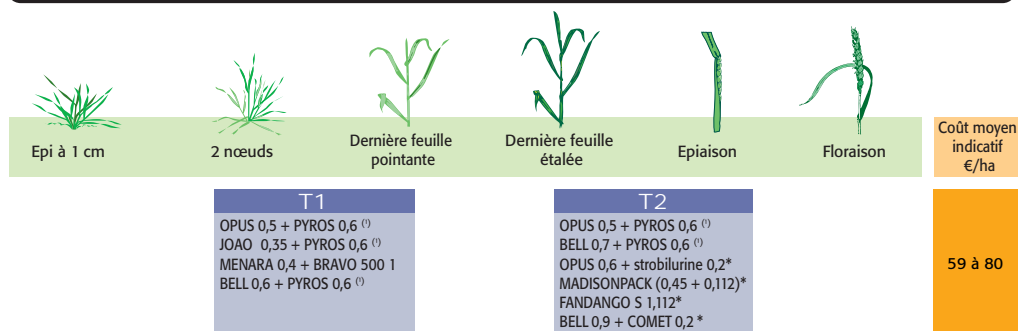 Epi à 1 cm
2 nœuds
Dernière feuille
pointante
Dernière feuille
étalée
Epiaison
Floraison
Coût moyen
indicatif
€/ha
T1
OPUS 0,5 + PYROS 0,6 (1)
JOAO 0,35 + PYROS 0,6 (1)
MENARA 0,4 + BRAVO 500 1
BELL 0,6 + PYROS 0,6 (1)
T2
OPUS 0,5 + PYROS 0,6 (1)
BELL 0,7 + PYROS 0,6 (1)
OPUS 0,6 + strobilurine 0,2*
MADISONPACK (0,45 + 0,112)*
FANDANGO S 1,112*
BELL 0,9 + COMET 0,2 *
59 à 80